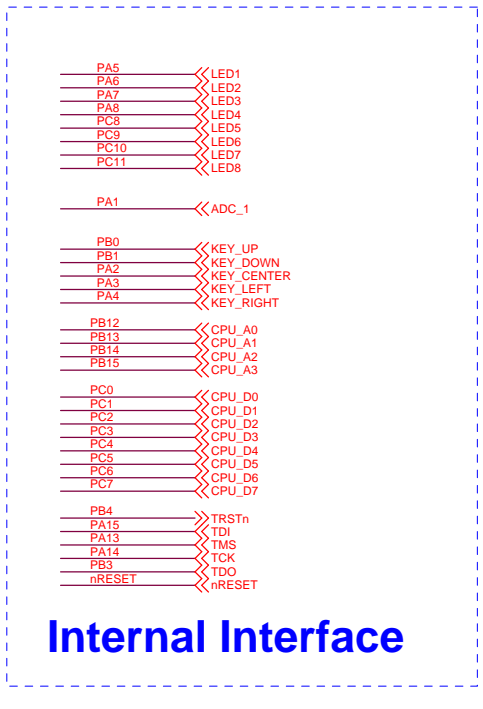 PA5 LED1
PA6 LED2
PA7 LED3
PA8 LED4
PC8 LED5
PC9 LED6
PC10 LED7
PC11 LED8
PA1 ADC_1
PB0 KEY_UP
PB1 KEY_DOWN
PA2 KEY_CENTER
PA3 KEY_LEFT
PA4 KEY_RIGHT
PB12 CPU_A0
PB13 CPU_A1
PB14 CPU_A2
PB15 CPU_A3
PC0 CPU_D0
PC1 CPU_D1
PC2 CPU_D2
PC3 CPU_D3
PC4 CPU_D4
PC5 CPU_D5
PC6 CPU_D6
PC7 CPU_D7
PB4 TRSTn
PA15 TDI
PA13 TMS
PA14 TCK
PB3 TDO
nRESET nRESET
Internal Interface